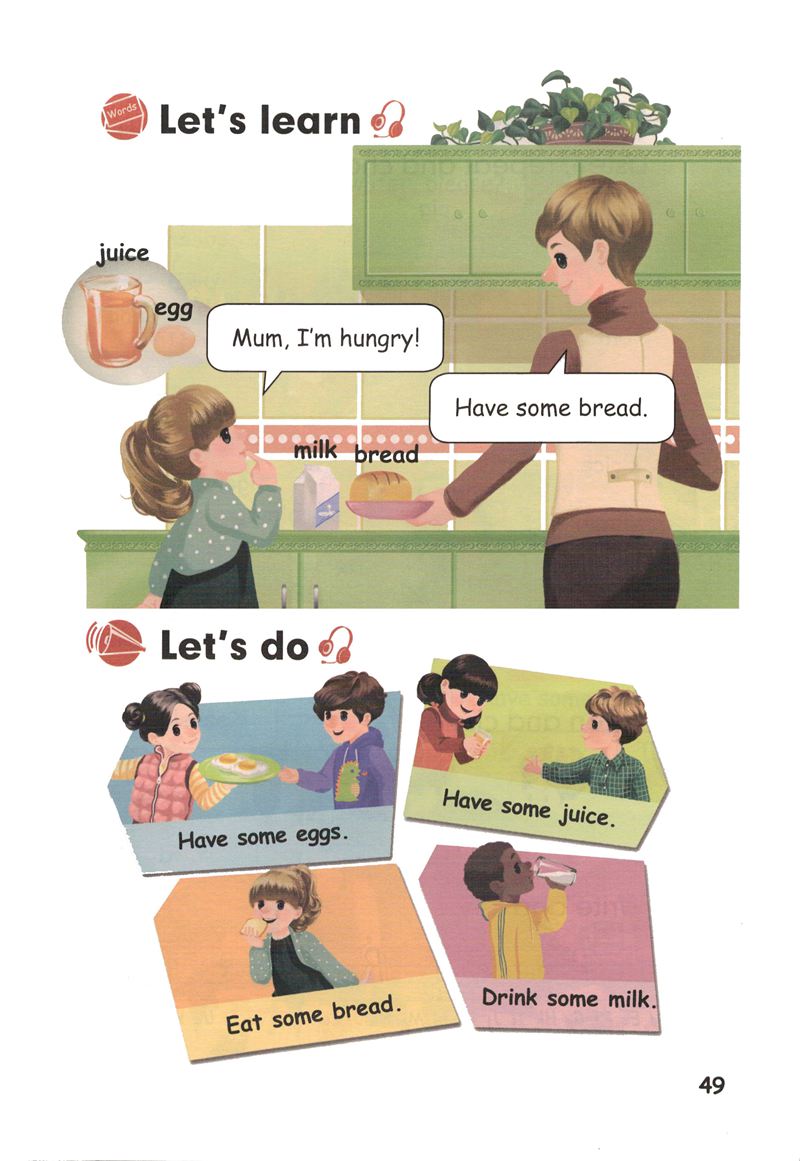 Words
Let's learn
juice
egg
Mum, I'm hungry!
Have some bread.
milk
bread
Let's do
Have some eggs.
Have some juice.
Eat some bread.
Drink some milk.
49